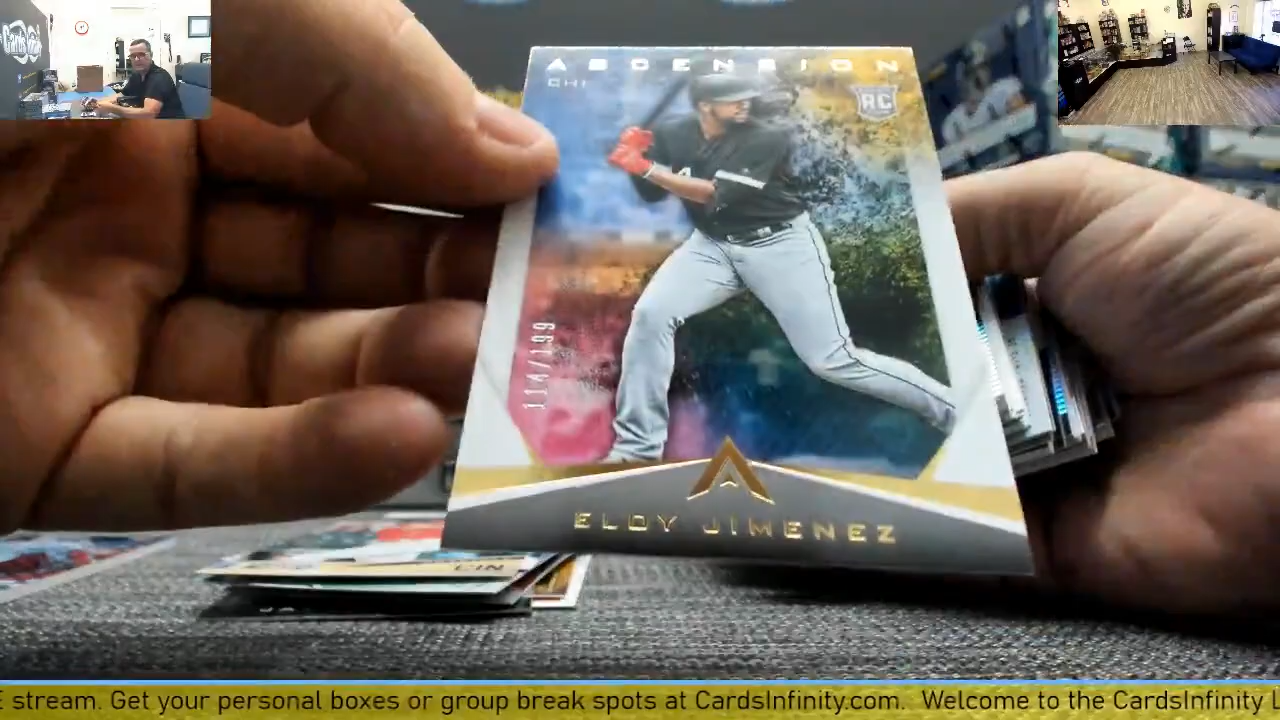 ASCENSION
CHI
RC
114/199
ELOY JIMENEZ
CIN
E stream. Get your personal boxes or group break spots at CardsInfinity.com. Welcome to the CardsInfinity L